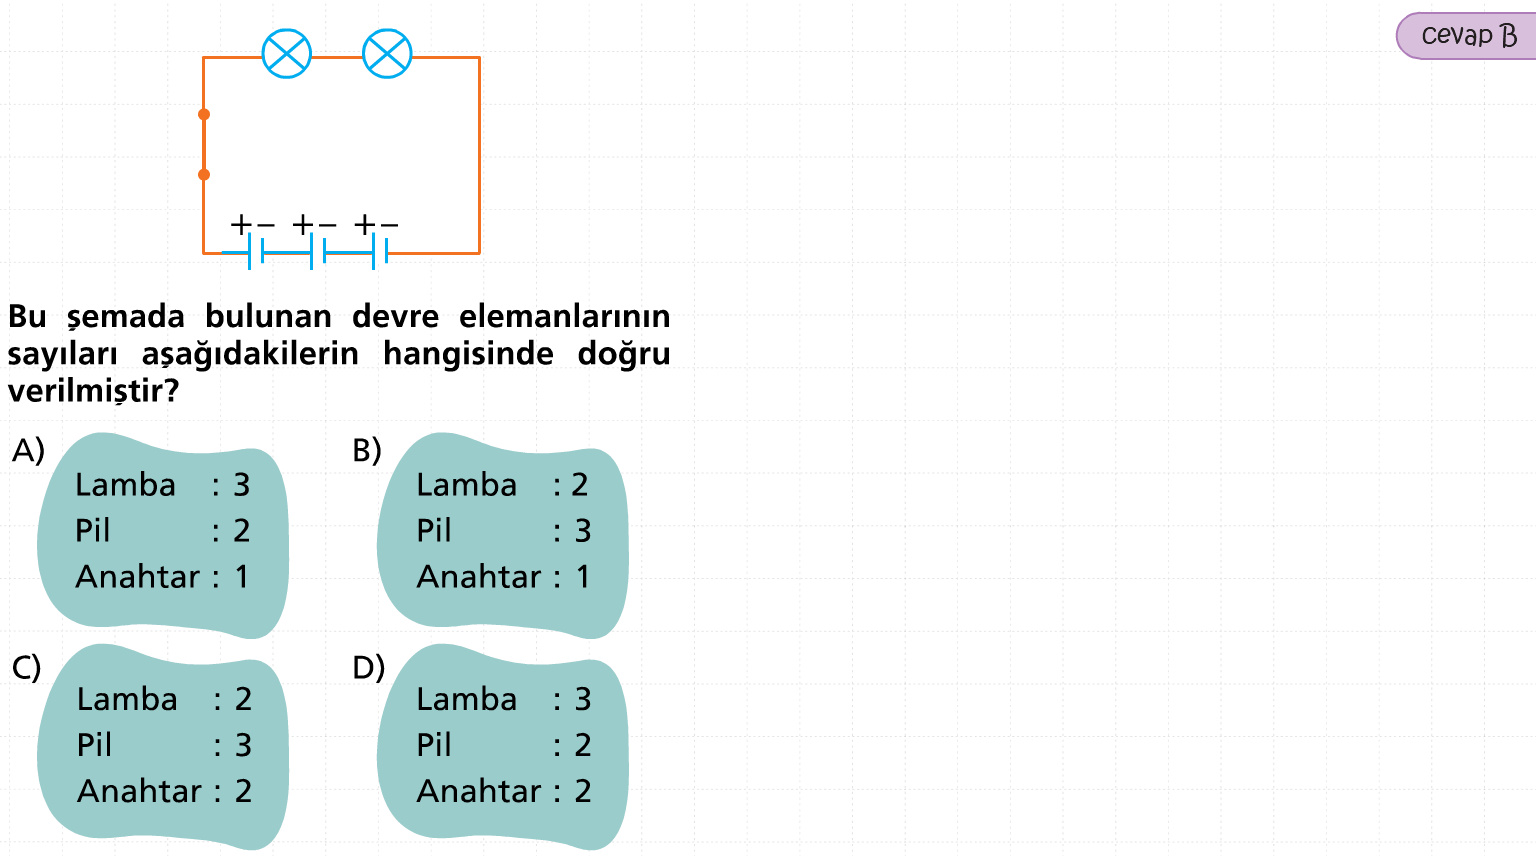 cevap B
+− +− +−
Bu şemada bulunan devre elemanlarının
sayıları aşağıdakilerin hangisinde doğru
verilmiştir?
A)
Lamba : 3
Pil : 2
Anahtar : 1
B)
Lamba : 2
Pil : 3
Anahtar : 1
C)
Lamba : 2
Pil : 3
Anahtar : 2
D)
Lamba : 3
Pil : 2
Anahtar : 2